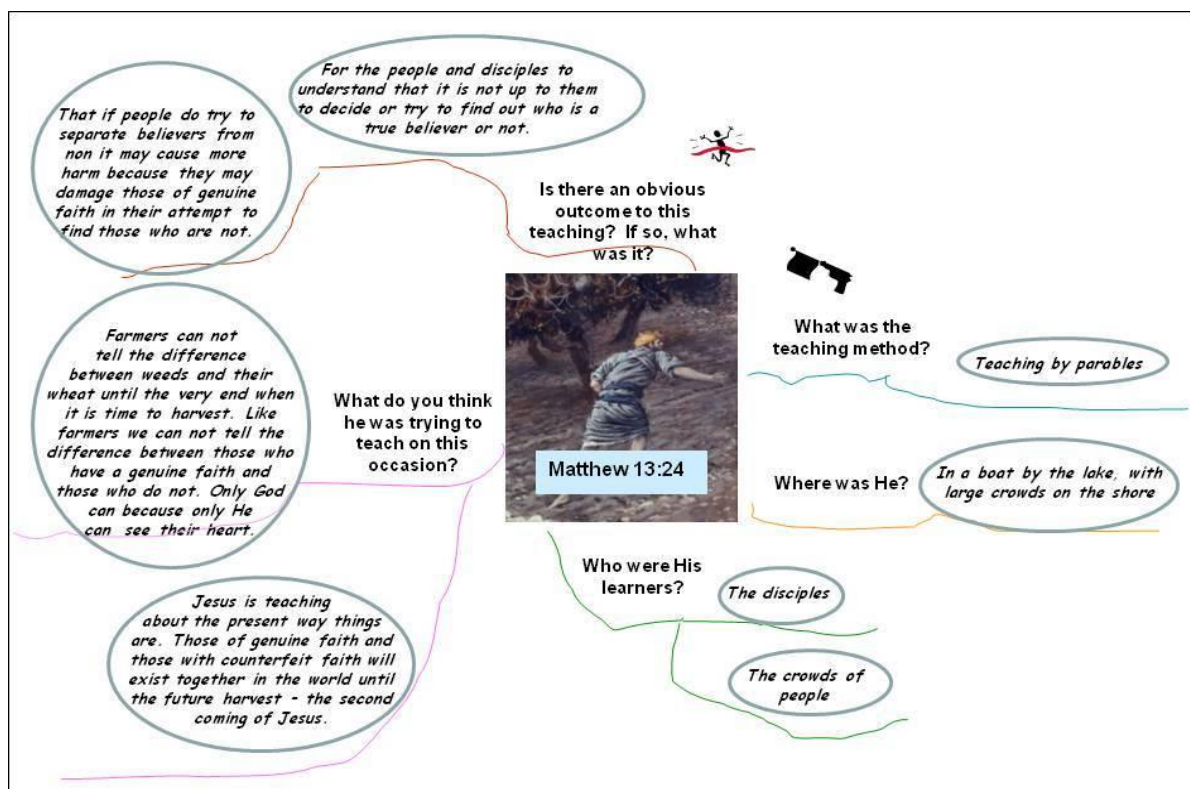 For the people and disciples to
understand that it is not up to them
to decide or try to find out who is a
true believer or not.
That if people do try to
separate believers from
non it may cause more
harm because they may
damage those of genuine
faith in their attempt to
find those who are not.
Is there an obvious
outcome to this
teaching? If so, what
was it?
What was the
teaching method?
Teaching by parables
Farmers can not
tell the difference
between weeds and their
wheat until the very end when
it is time to harvest. Like
farmers we can not tell the
difference between those who
have a genuine faith and
those who do not. Only God
can because only He
can see their heart.
What do you think
he was trying to
teach on this
occasion?
Matthew 13:24
Where was He?
In a boat by the lake, with
large crowds on the shore
Who were His
learners?
The disciples
The crowds of
people
Jesus is teaching
about the present way things
are. Those of genuine faith and
those with counterfeit faith will
exist together in the world until
the future harvest - the second
coming of Jesus.